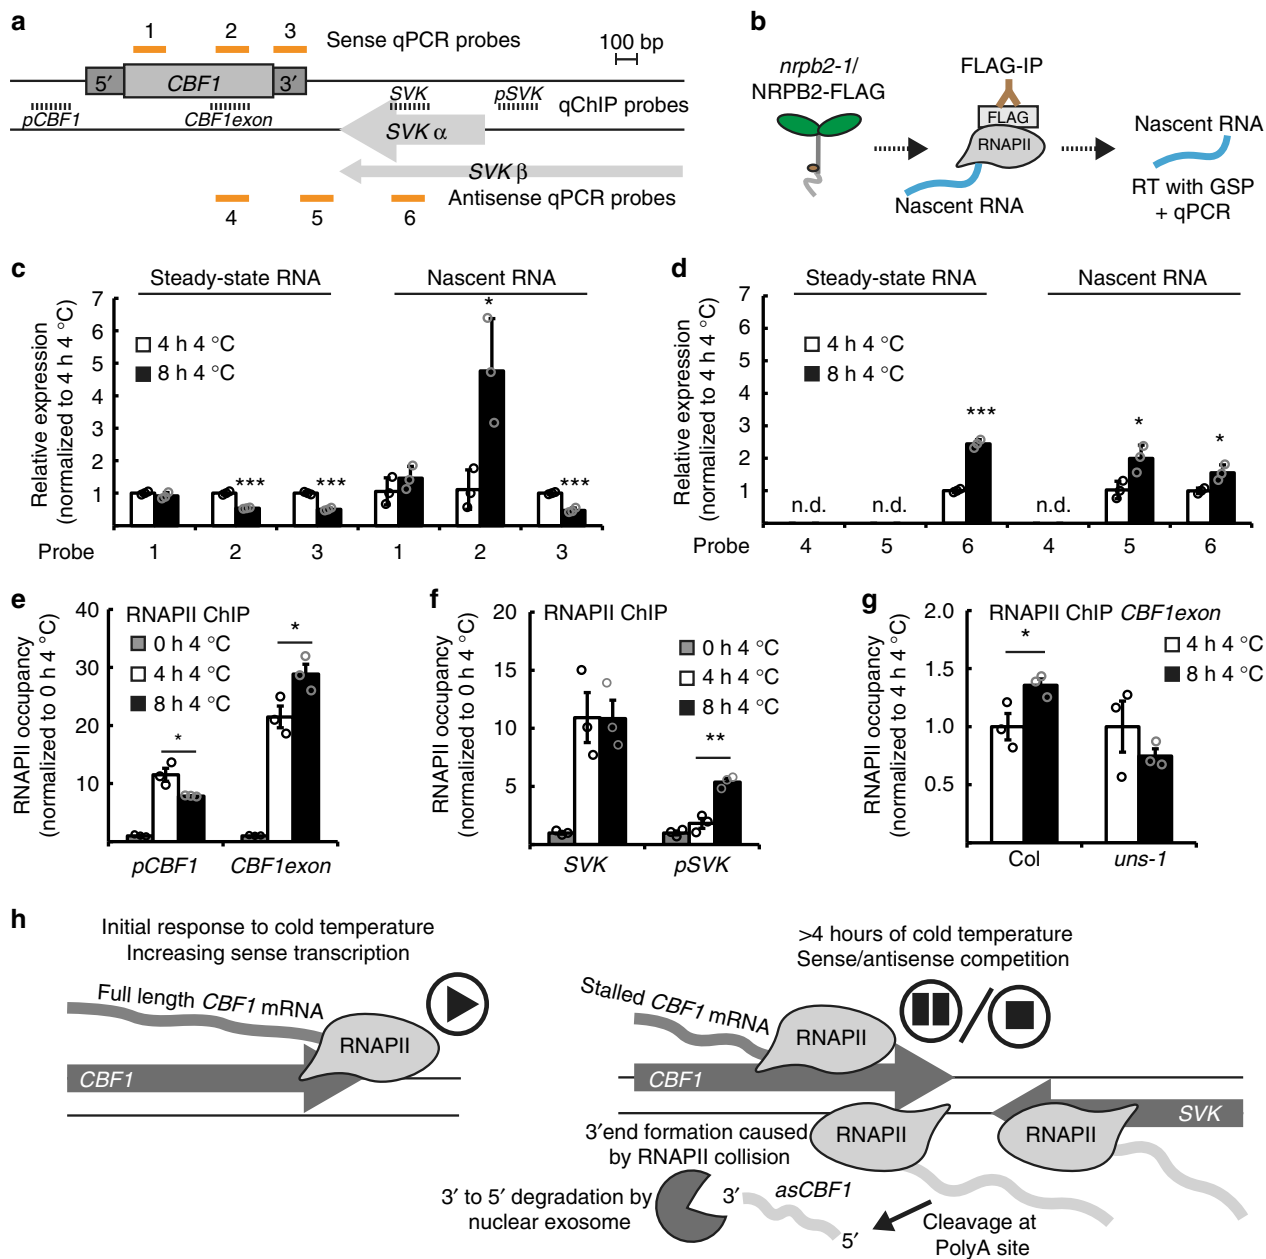 a
1
2
3
Sense qPCR probes
100 bp
5′
CBF1
3′
pCBF1
CBF1exon
SVK
pSVK
qChIP probes
SVK α
SVK β
Antisense qPCR probes
4
5
6
b
nrpb2-1/
NRPB2-FLAG
FLAG-IP
FLAG
RNAPII
Nascent RNA
Nascent RNA
RT with GSP
+ qPCR
c
Steady-state RNA
Nascent RNA
Relative expression
(normalized to 4 h 4 °C)
7
6
5
4
3
2
1
4 h 4 °C
8 h 4 °C
***
***
*
***
Probe
1
2
3
1
2
3
d
Steady-state RNA
Nascent RNA
Relative expression
(normalized to 4 h 4 °C)
7
6
5
4
3
2
1
4 h 4 °C
8 h 4 °C
n.d.
n.d.
***
n.d.
*
*
Probe
4
5
6
4
5
6
e
RNAPII ChIP
RNAPII occupancy
(normalized to 0 h 4 °C)
40
30
20
10
0 h 4 °C
4 h 4 °C
8 h 4 °C
*
*
pCBF1
CBF1exon
f
RNAPII ChIP
RNAPII occupancy
(normalized to 0 h 4 °C)
20
15
10
5
0 h 4 °C
4 h 4 °C
8 h 4 °C
**
SVK
pSVK
g
RNAPII ChIP CBF1exon
RNAPII occupancy
(normalized to 4 h 4 °C)
2.0
1.5
1.0
0.5
4 h 4 °C
8 h 4 °C
*
Col
uns-1
h
Initial response to cold temperature
Increasing sense transcription
Full length CBF1 mRNA
RNAPII
CBF1
>4 hours of cold temperature
Sense/antisense competition
Stalled CBF1 mRNA
RNAPII
CBF1
SVK
RNAPII
RNAPII
3′end formation caused
by RNAPII collision
3′ to 5′ degradation by
nuclear exosome
3′
asCBF1
5′
Cleavage at
PolyA site